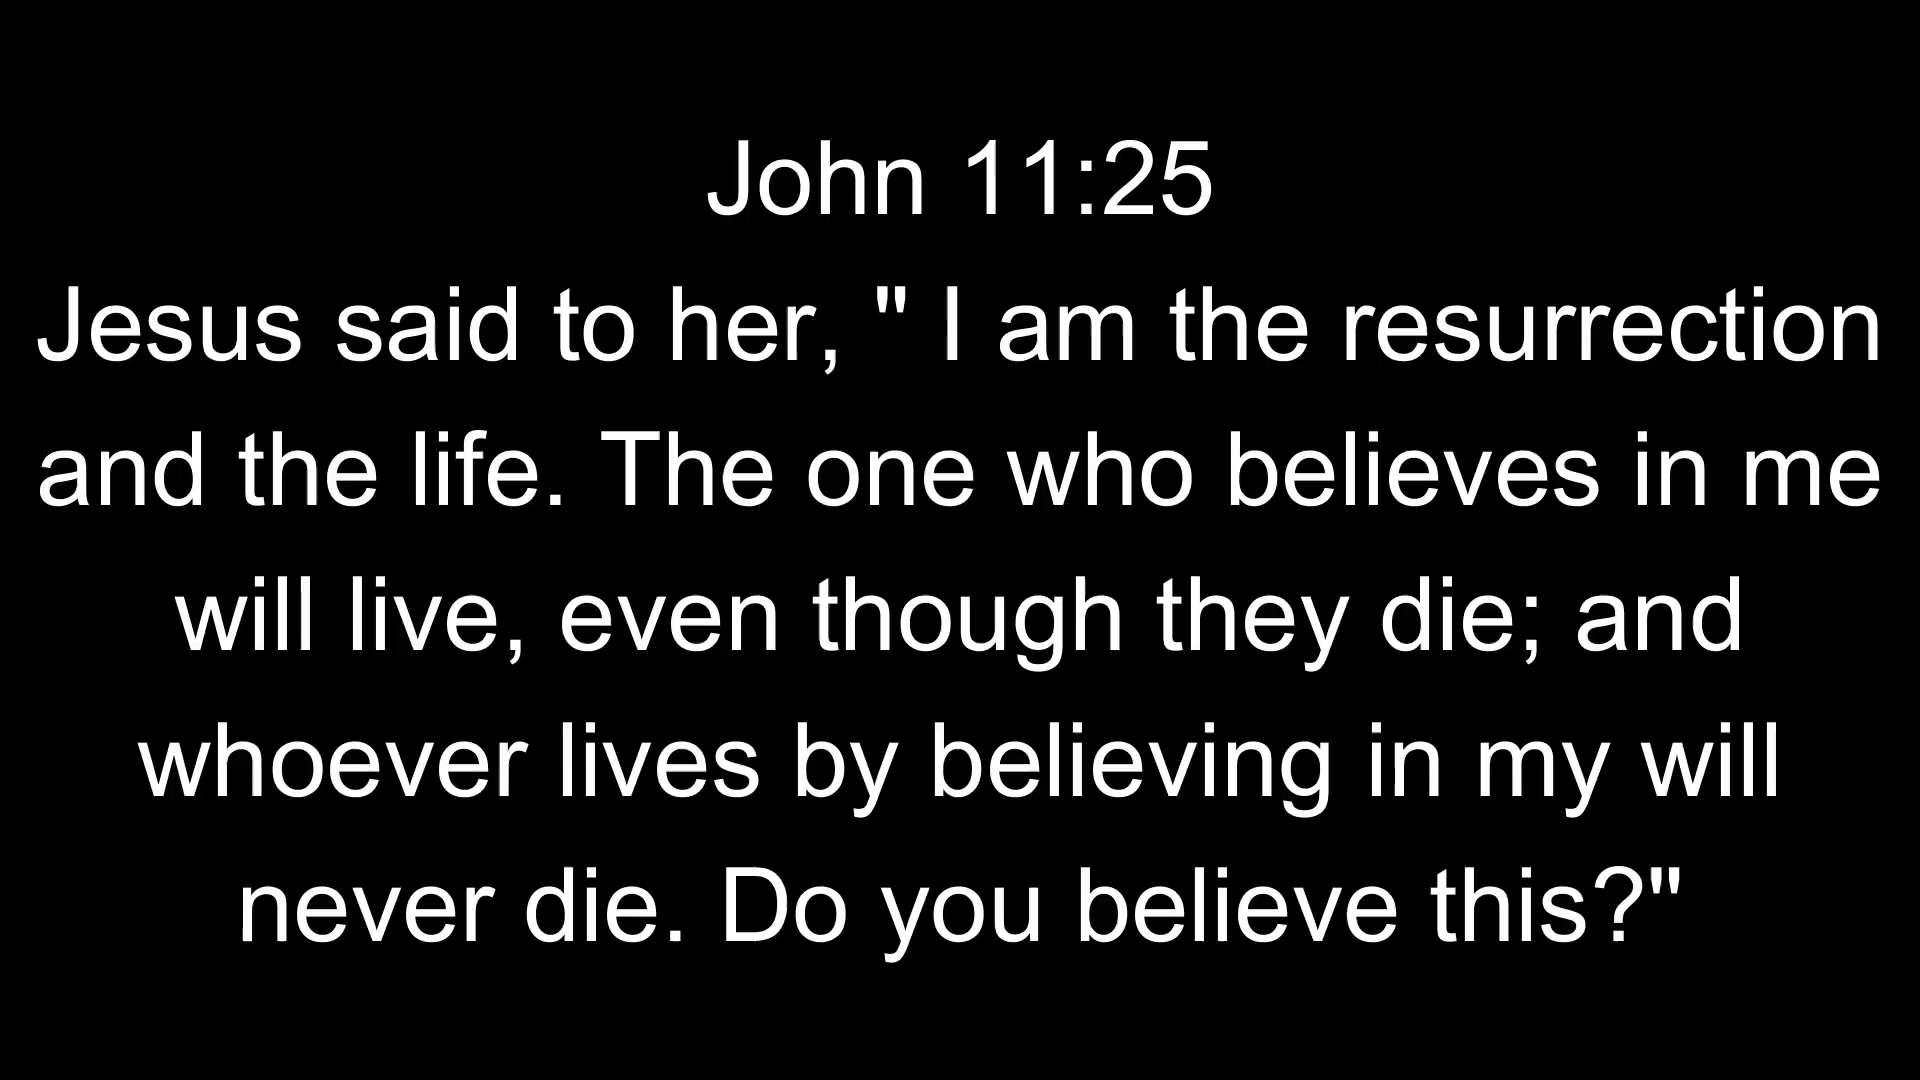 John 11:25
Jesus said to her, " I am the resurrection
and the life. The one who believes in me
will live, even though they die; and
whoever lives by believing in my will
never die. Do you believe this?"